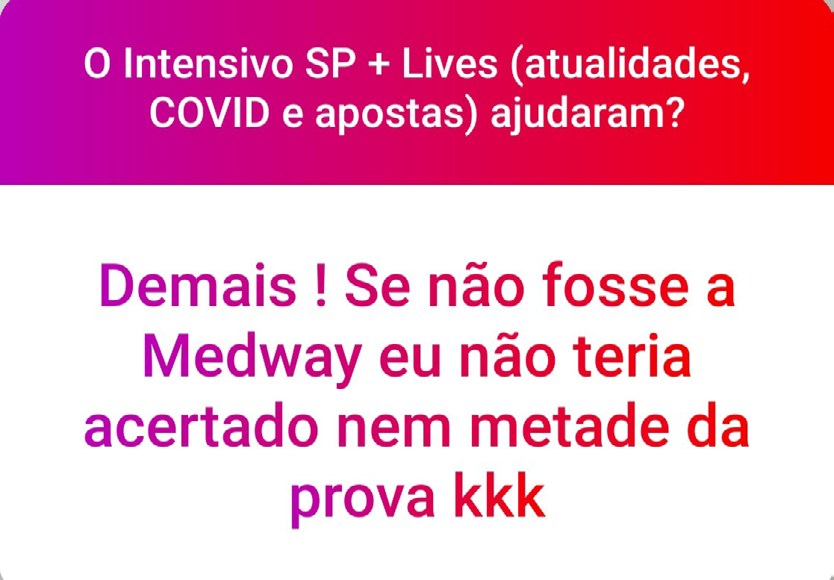 O Intensivo SP + Lives (atualidades,
COVID e apostas) ajudaram?
Demais ! Se não fosse a
Medway eu não teria
acertado nem metade da
prova kkk